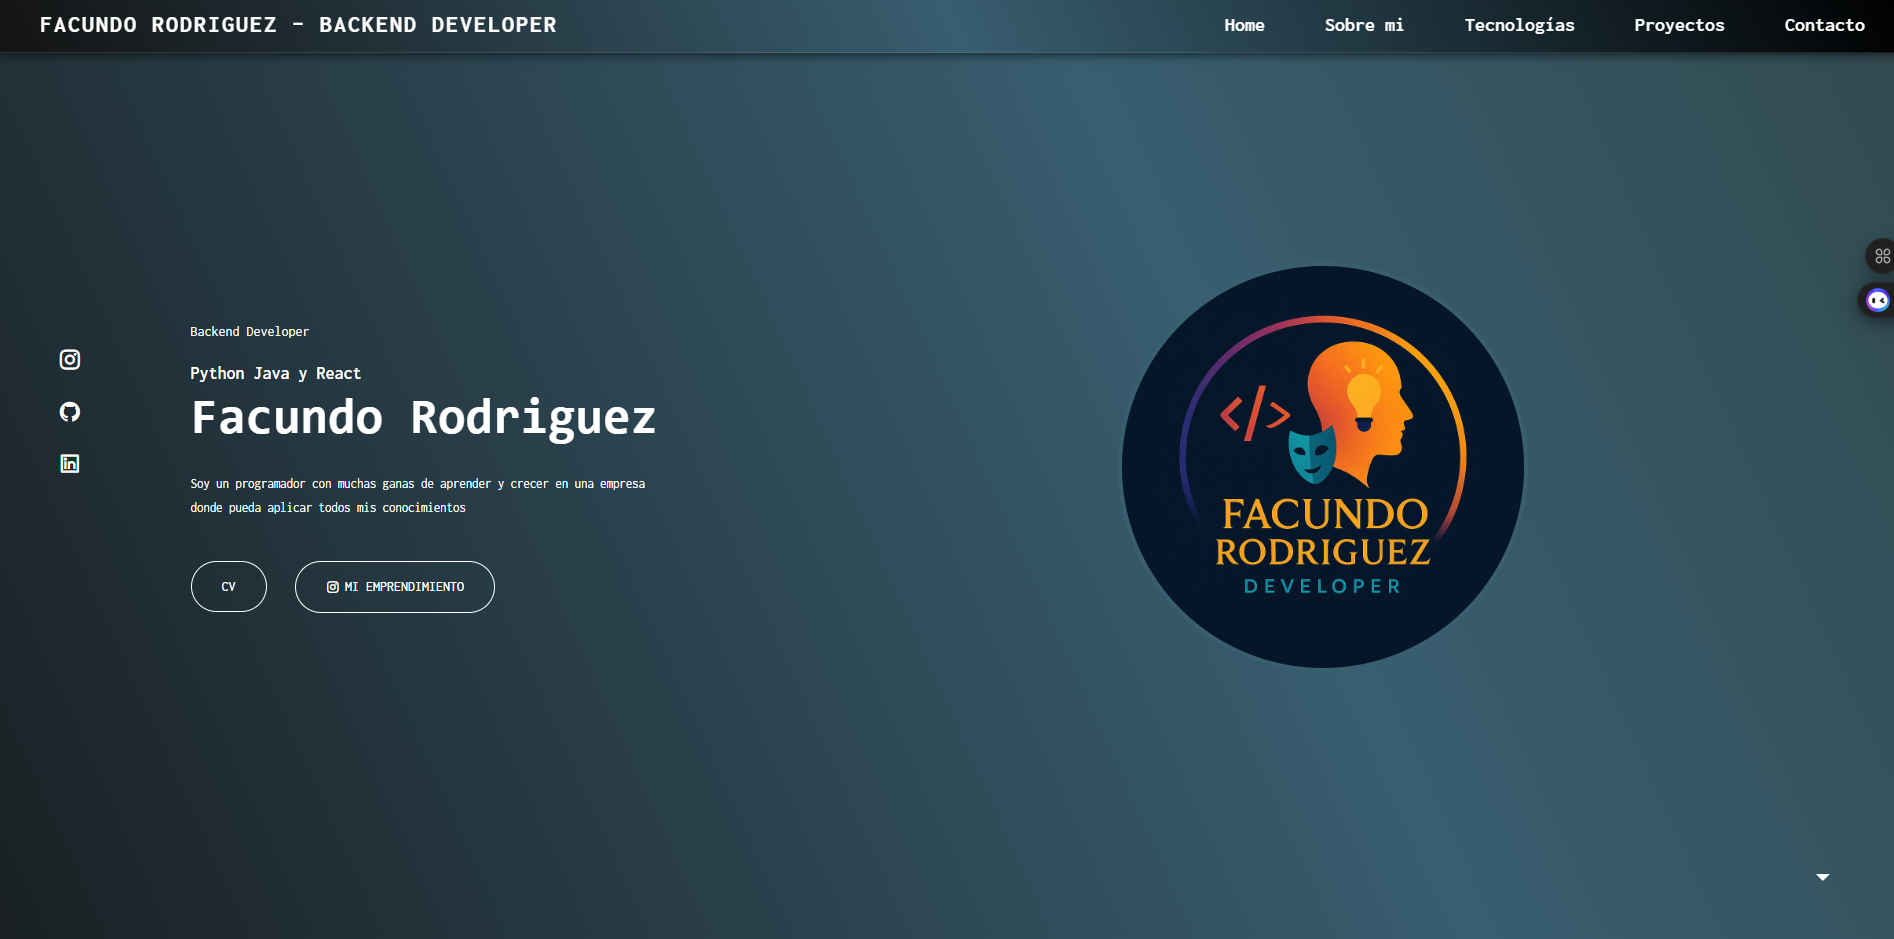 FACUNDO RODRIGUEZ - BACKEND DEVELOPER
Home
Sobre mi
Tecnologías
Proyectos
Contacto
Backend Developer
Python Java y React
Facundo Rodriguez
Soy un programador con muchas ganas de aprender y crecer en una empresa
donde pueda aplicar todos mis conocimientos
CV
MI EMPRENDIMIENTO
</>
FACUNDO
RODRIGUEZ
DEVELOPER